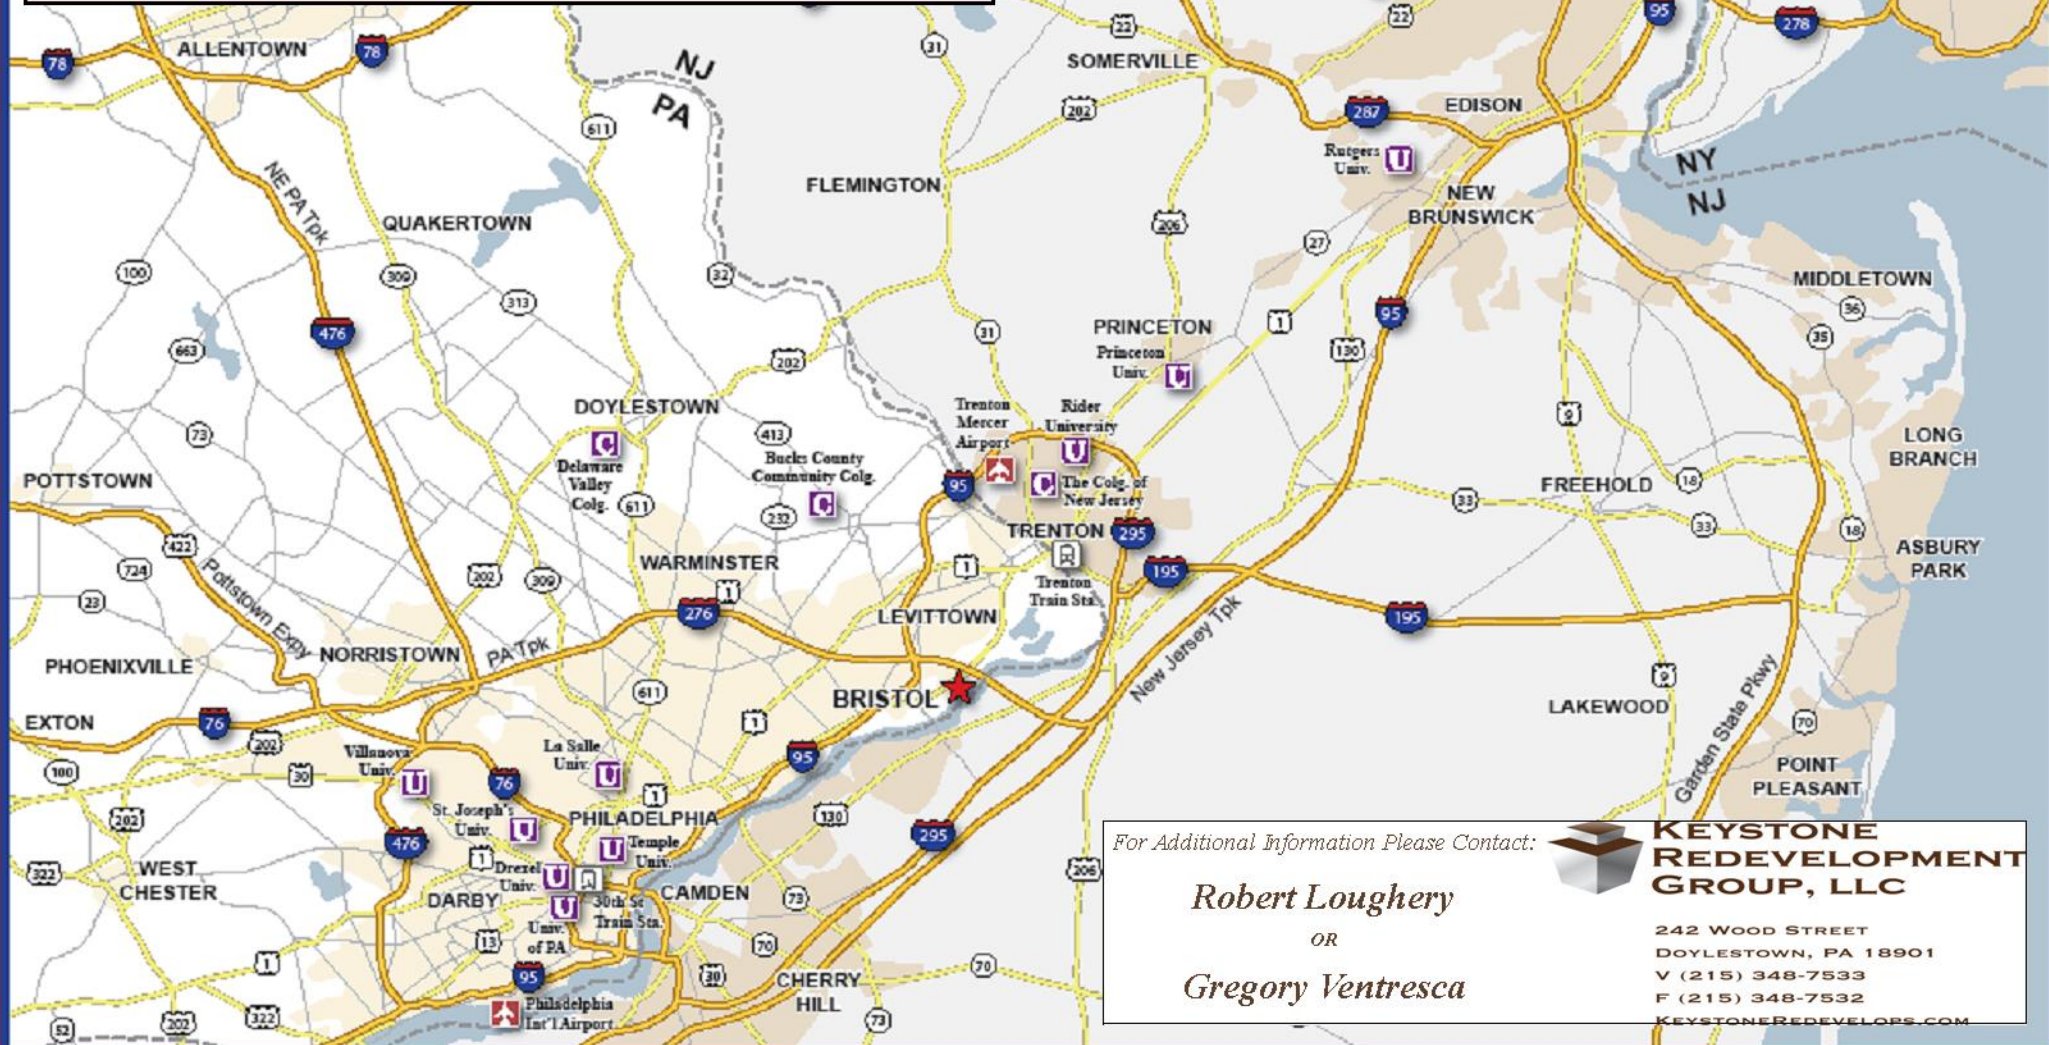 22
22
95
278
31
ALLENTOWN
78
78
SOMERVILLE
NJ
PA
202
287
EDISON
611
Rutgers
Univ.
NY
NJ
NE PA Tpk
FLEMINGTON
NEW
BRUNSWICK
QUAKERTOWN
206
27
100
309
32
313
MIDDLETOWN
36
476
31
PRINCETON
1
95
35
663
202
Princeton
Univ.
130
DOYLESTOWN
Trenton
Mercer
Airport
Rider
University
9
73
413
LONG
BRANCH
Delaware
Valley
Colg.
Bucks County
Community Colg.
POTTSTOWN
95
The Colg. of
New Jersey
FREEHOLD
18
33
611
232
TRENTON
295
33
18
422
ASBURY
PARK
724
202
309
WARMINSTER
1
1
195
Trenton
Train Sta.
23
Pottstown Expy
276
LEVITTOWN
195
New Jersey Tpk
PHOENIXVILLE
NORRISTOWN
PA Tpk
611
BRISTOL
9
LAKEWOOD
Garden State Pkwy
70
EXTON
76
1
202
Villanova
Univ.
La Salle
Univ.
95
100
30
76
POINT
PLEASANT
1
St. Joseph's
Univ.
PHILADELPHIA
202
130
295
476
Temple
Univ.
1
322
WEST
CHESTER
Drexel
Univ.
206
DARBY
30th St
Train Sta.
CAMDEN
73
Univ.
of PA
13
70
1
95
30
CHERRY
HILL
70
Philadelphia
Int'l Airport
52
202
322
73
For Additional Information Please Contact:
Robert Loughery
OR
Gregory Ventresca
KEYSTONE
REDEVELOPMENT
GROUP, LLC
242 WOOD STREET
DOYLESTOWN, PA 18901
V (215) 348-7533
F (215) 348-7532
KEYSTONEREDEVELOPS.COM